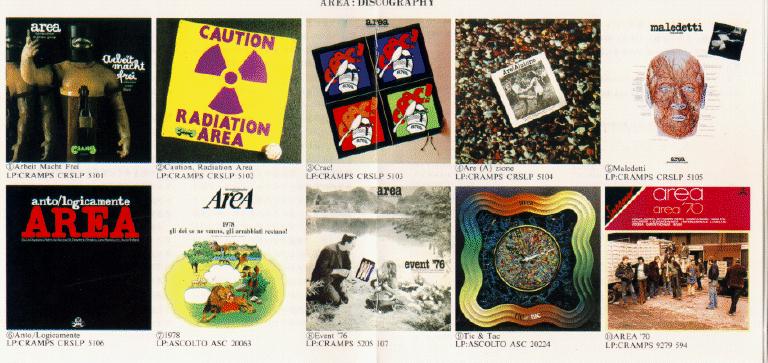 AREA : DISCOGRAPHY
area
Arbeit
macht
frei
CRAMPS
①Arbeit Macht Frei
LP:CRAMPS CRSLP 5101
CAUTION
RADIATION
AREA
②Caution, Radiation Area
LP:CRAMPS CRSLP 5102
area
③Crac!
LP:CRAMPS CRSLP 5103
Are(A)zione
④Are (A) zione
LP:CRAMPS CRSLP 5104
maledetti
area
⑤Maledetti
LP:CRAMPS CRSLP 5105
anto/logicamente
AREA
⑥Anto/Logicamente
LP:CRAMPS CRSLP 5106
AreA
1978
gli dei se ne vanno, gli arrabbiati restano!
⑦1978
LP:ASCOLTO ASC 20063
area
event '76
⑧Event '76
LP:CRAMPS 5205 107
⑨Tic & Tac
LP:ASCOLTO ASC 20224
area
area '70
⑩AREA '70
LP:CRAMPS 9279 594